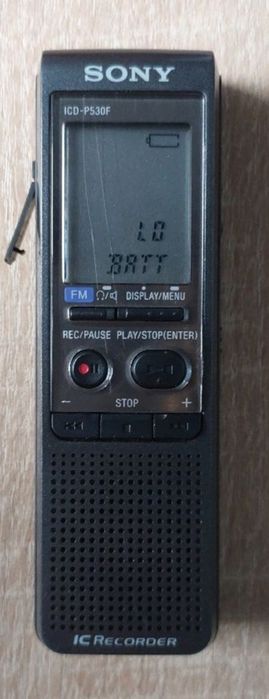 SONY
ICD-P530F
LO
BATT
FM DISPLAY/MENU
REC/PAUSE PLAY/STOP(ENTER)
– STOP +
IC RECORDER